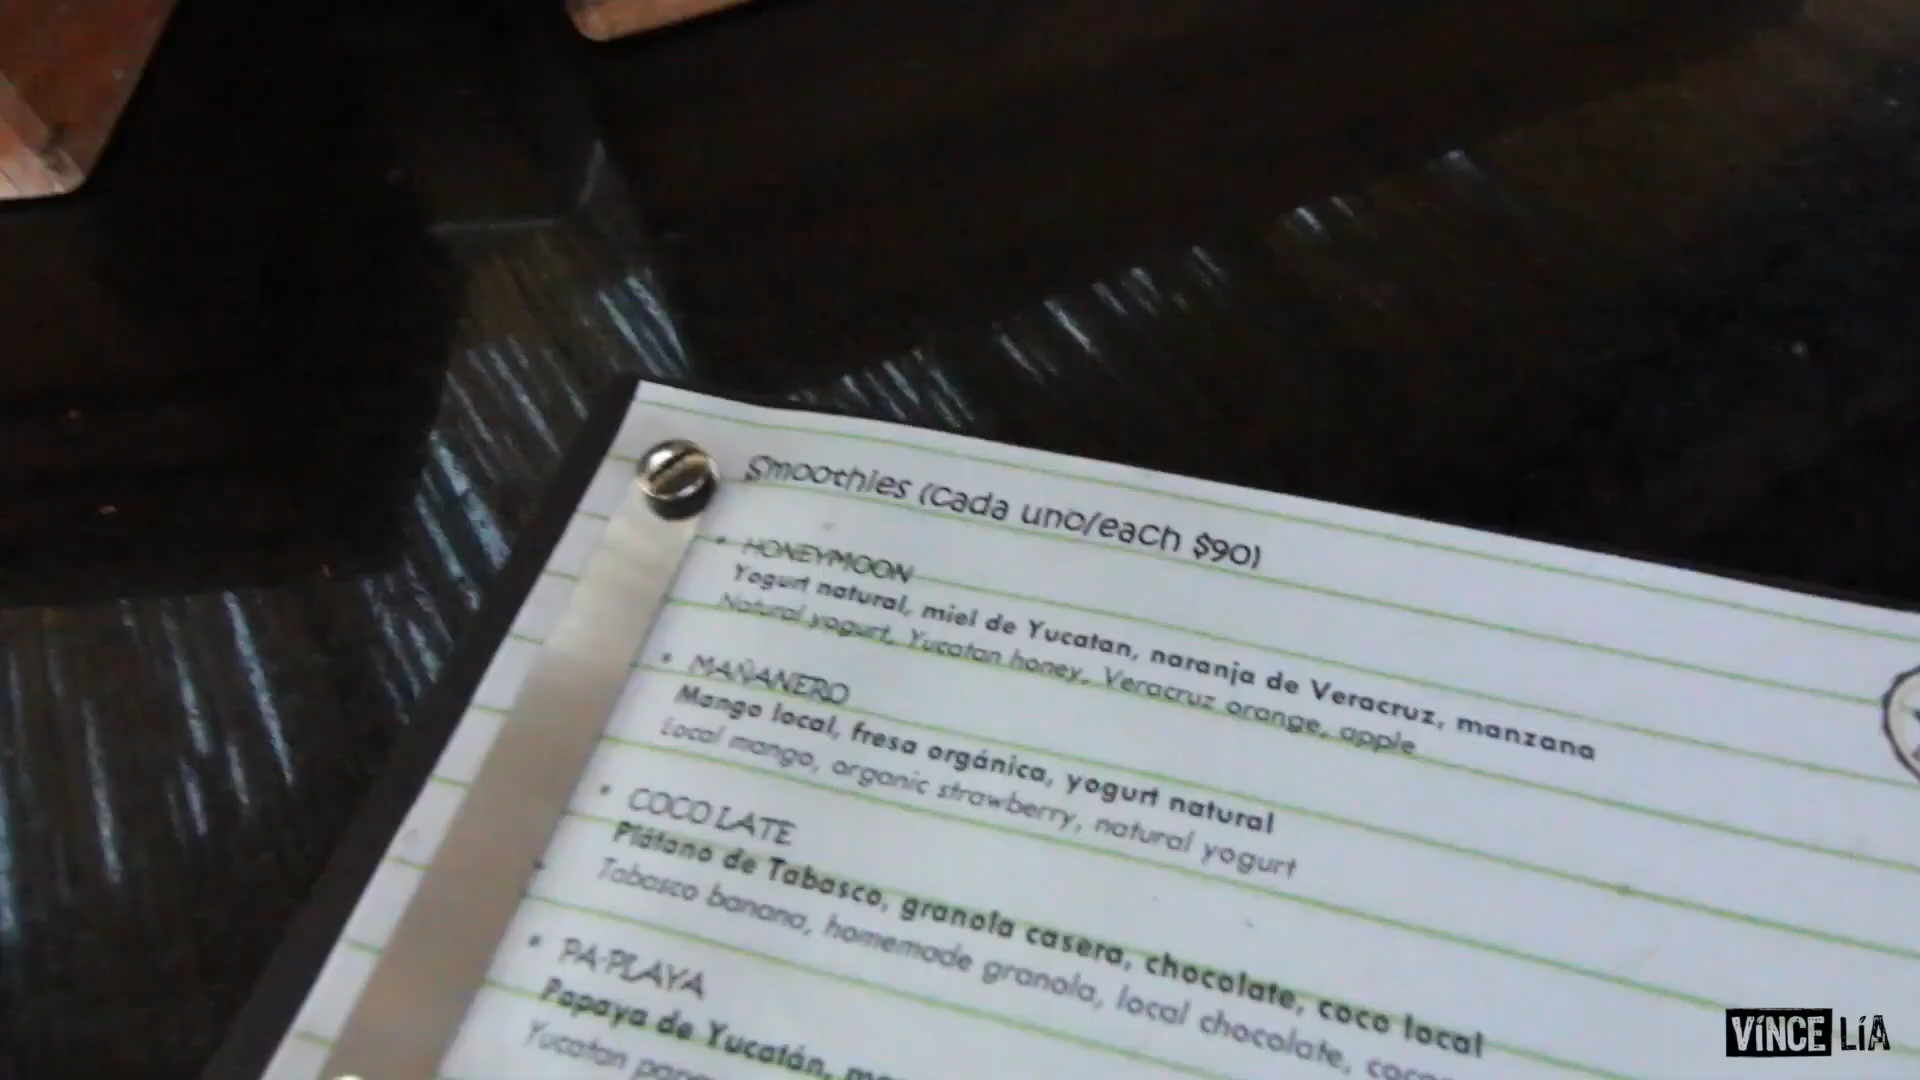 Smoothies (cada uno/each $90)
• HONEYMOON
Yogurt natural, miel de Yucatan, naranja de Veracruz, manzana
Natural yogurt, Yucatan honey, Veracruz orange, apple
• MAÑANERO
Mango local, fresa orgánica, yogurt natural
Local mango, organic strawberry, natural yogurt
• COCO LATE
Plátano de Tabasco, granola casera, chocolate, coco local
Tabasco banana, homemade granola, local chocolate,
• PA-PLAYA
Papaya de Yucatán,
Yucatan
VÍNCE LÍA